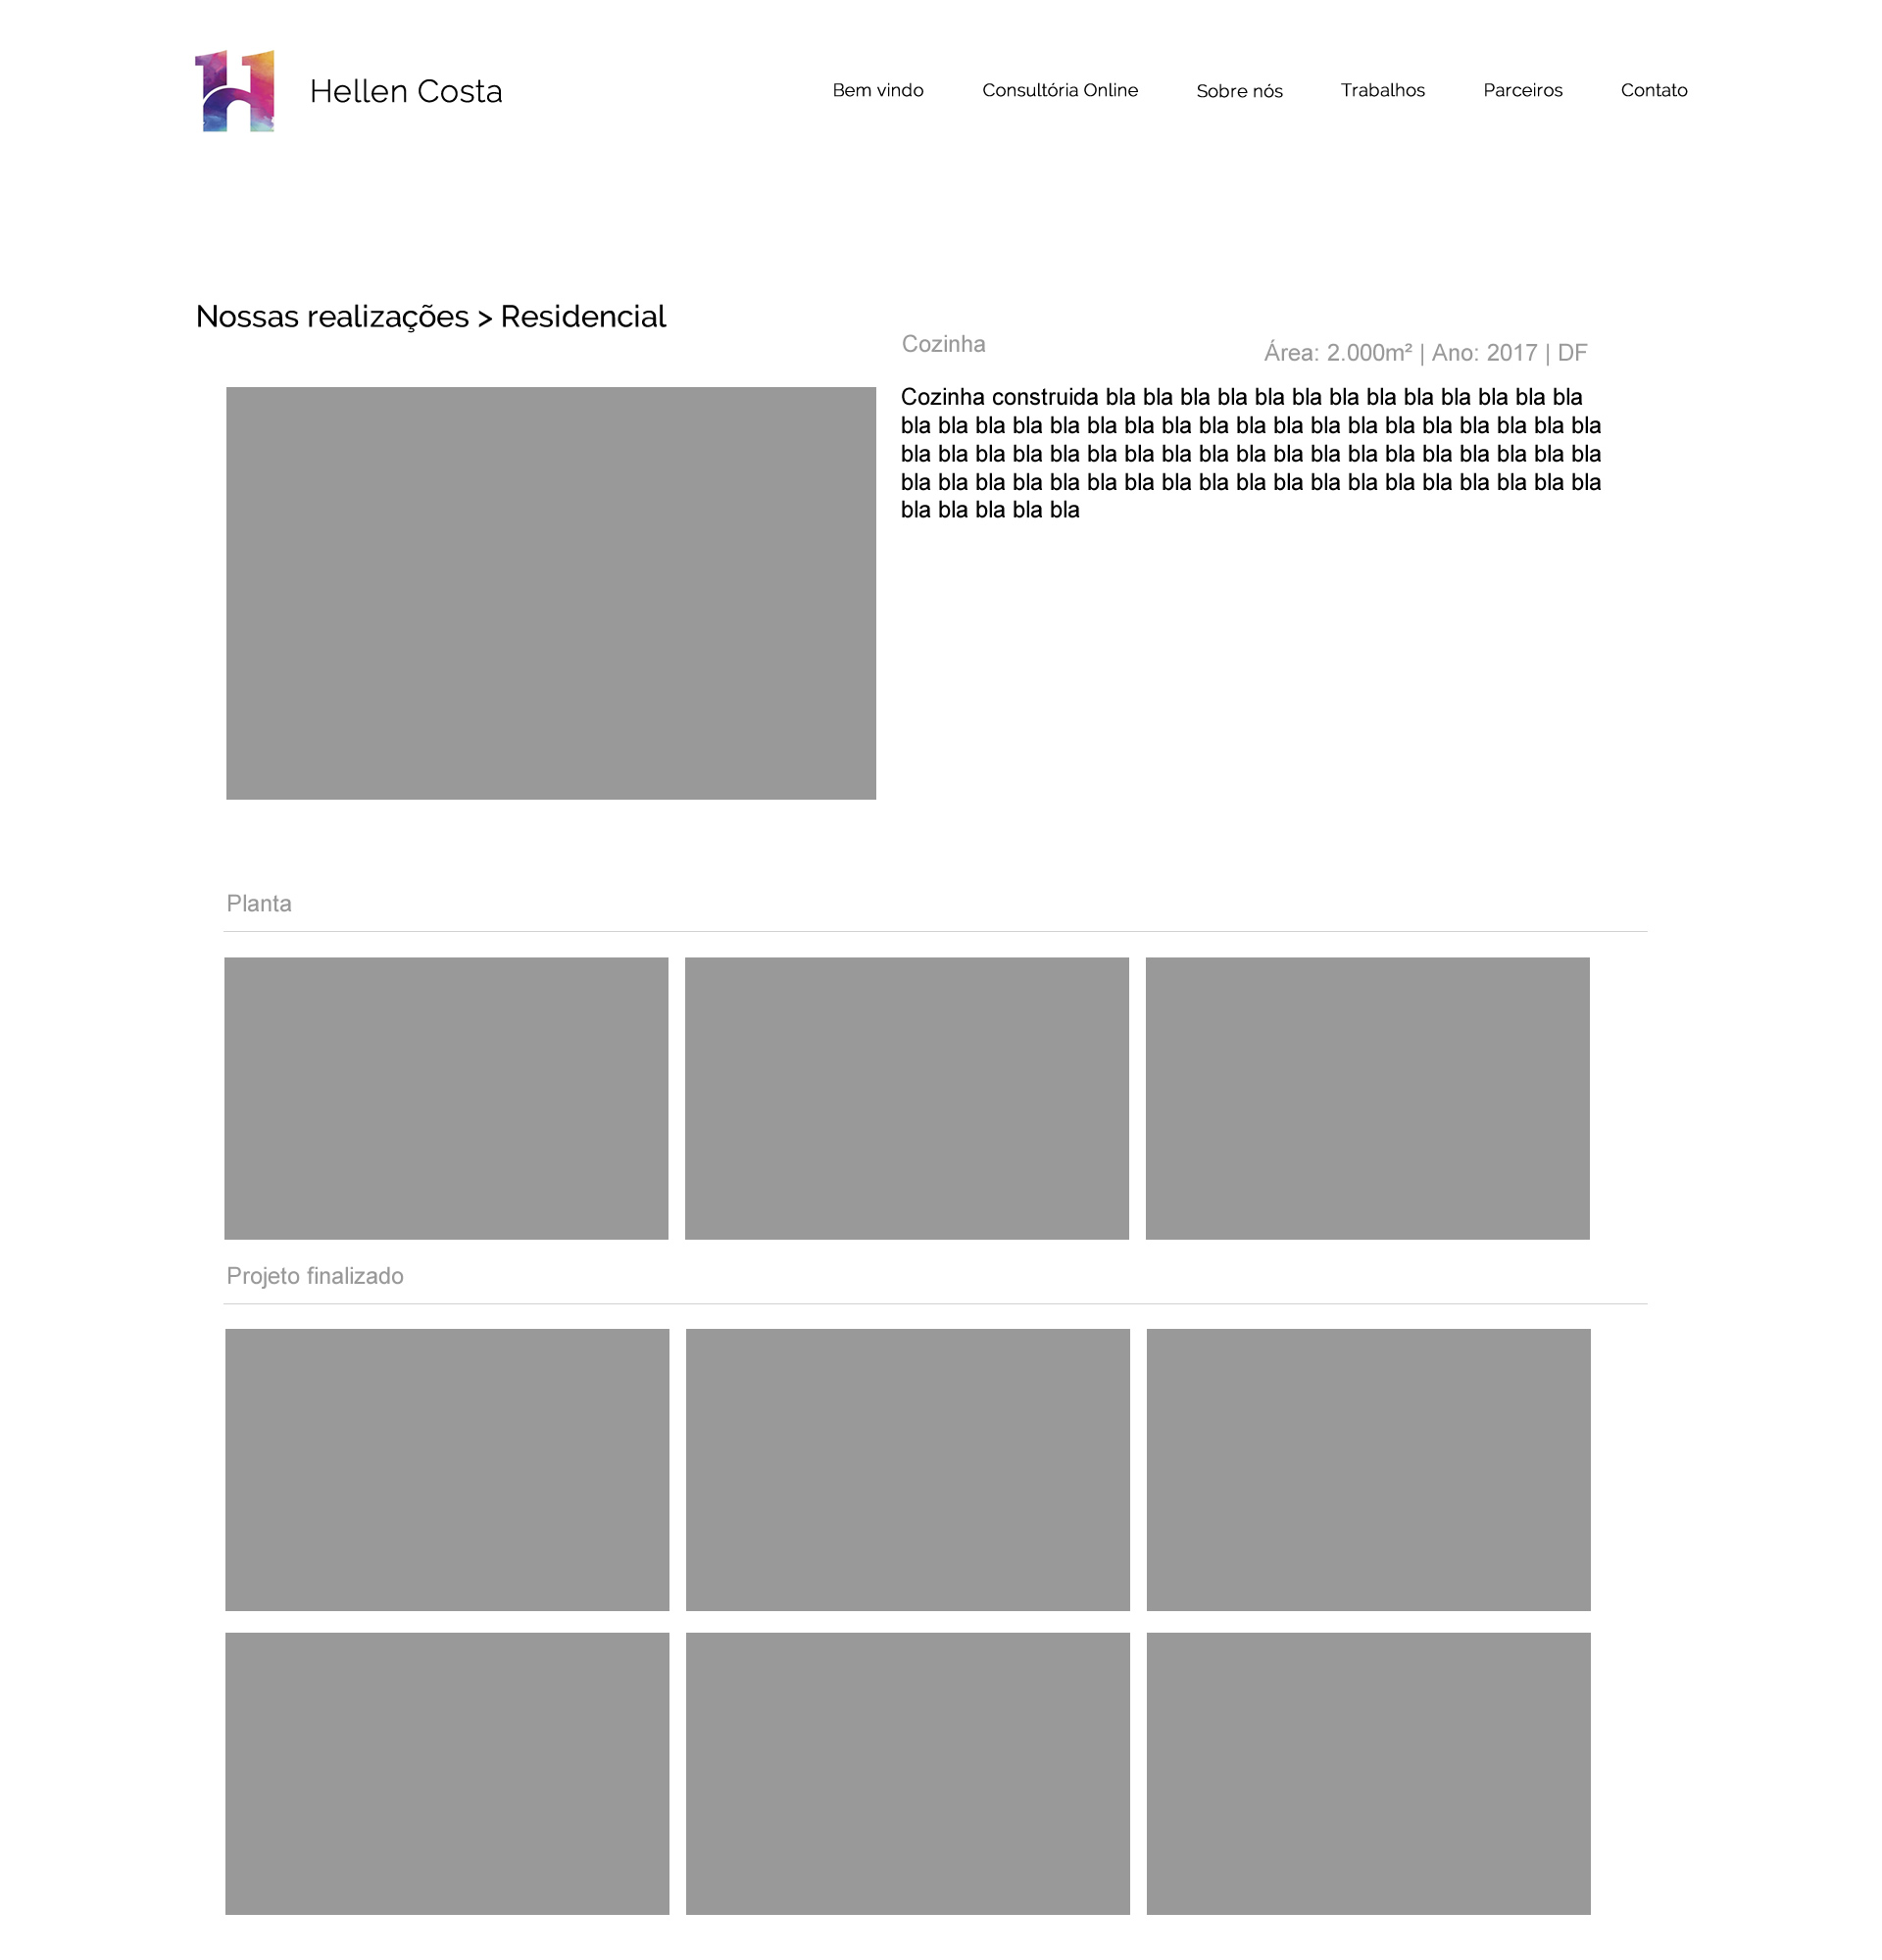 Hellen Costa
Bem vindo Consultória Online Sobre nós Trabalhos Parceiros Contato
Nossas realizações > Residencial
Cozinha
Área: 2.000m² | Ano: 2017 | DF
Cozinha construida bla bla bla bla bla bla bla bla bla bla bla bla bla
bla bla bla bla bla bla bla bla bla bla bla bla bla bla bla bla bla bla bla
bla bla bla bla bla bla bla bla bla bla bla bla bla bla bla bla bla bla bla
bla bla bla bla bla bla bla bla bla bla bla bla bla bla bla bla bla bla bla
bla bla bla bla bla
Planta
Projeto finalizado